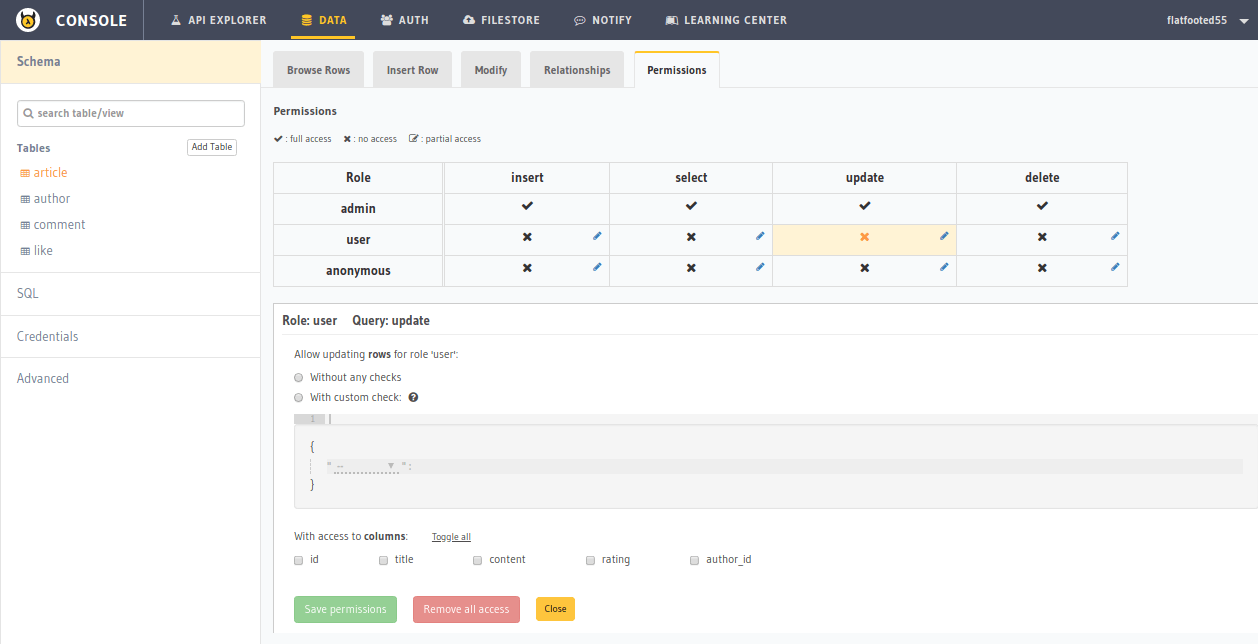 CONSOLE API EXPLORER DATA AUTH FILESTORE NOTIFY LEARNING CENTER flatfooted55
Schema
Browse Rows Insert Row Modify Relationships Permissions
search table/view
Permissions
: full access : no access : partial access
Tables Add Table
article
author
comment
like
SQL
Credentials
Advanced
Role insert select update delete
admin
user
anonymous
Role: user Query: update
Allow updating rows for role 'user':
Without any checks
With custom check:
1
{
" -- ":
}
With access to columns: Toggle all
id title content rating author_id
Save permissions Remove all access Close